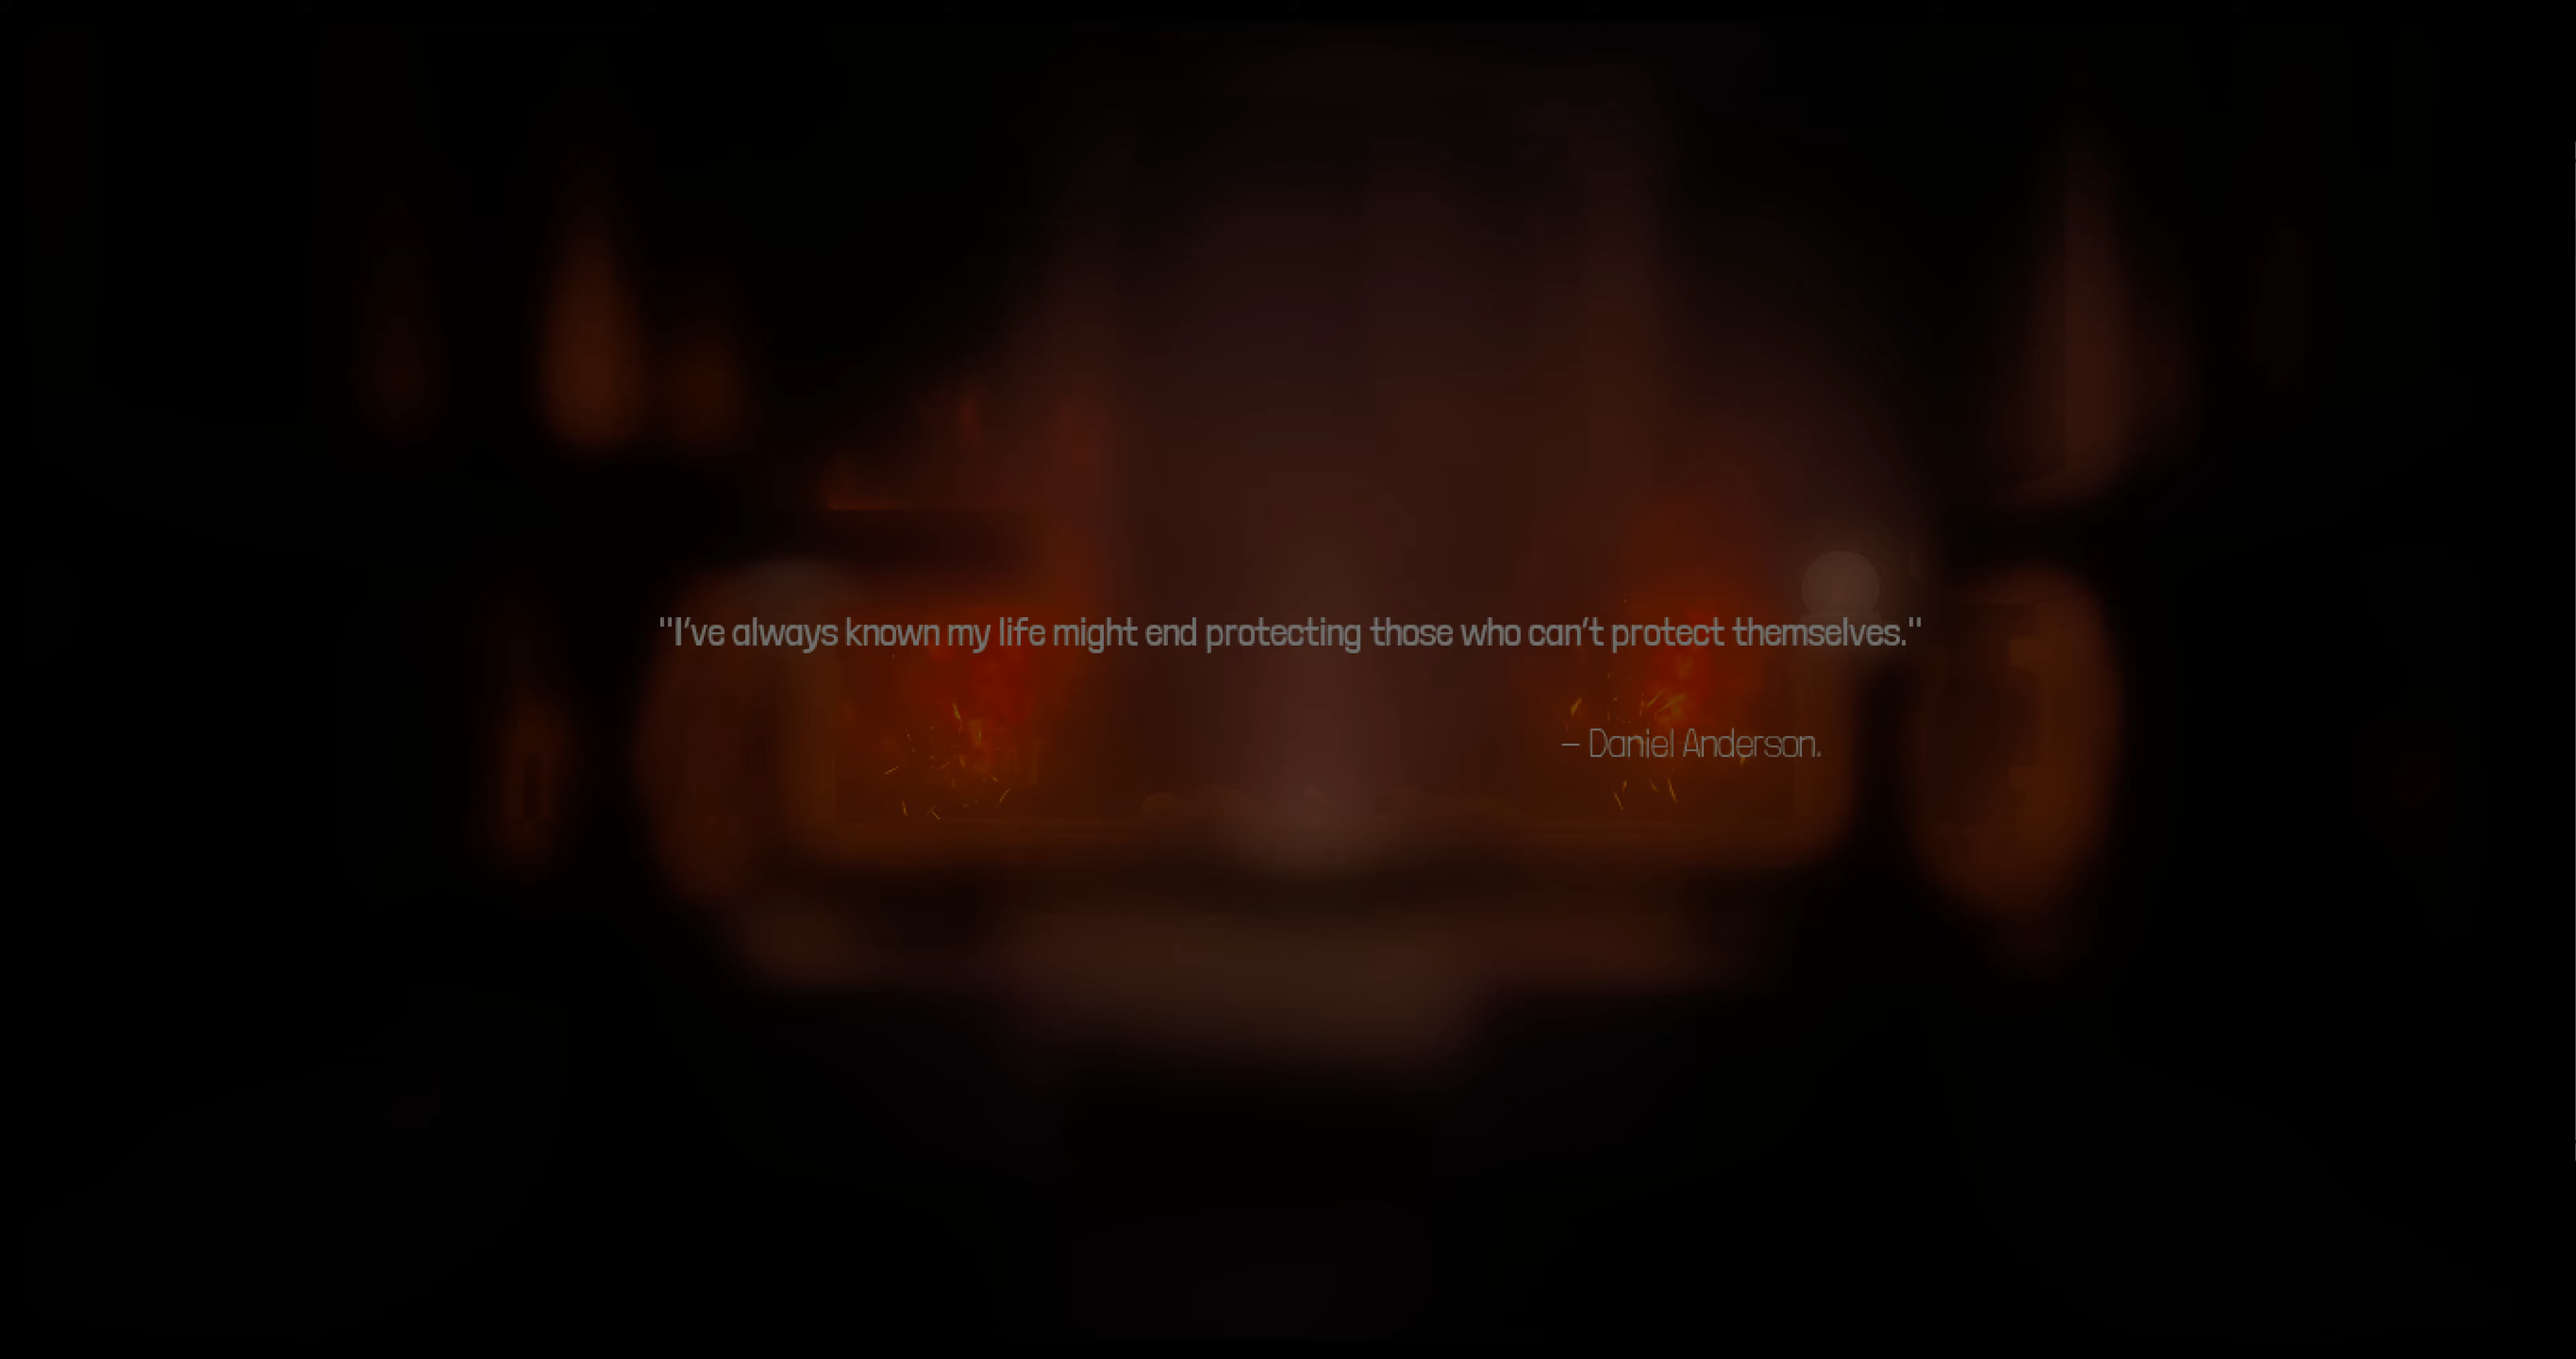 "I've always known my life might end protecting those who can't protect themselves."
– Daniel Anderson.